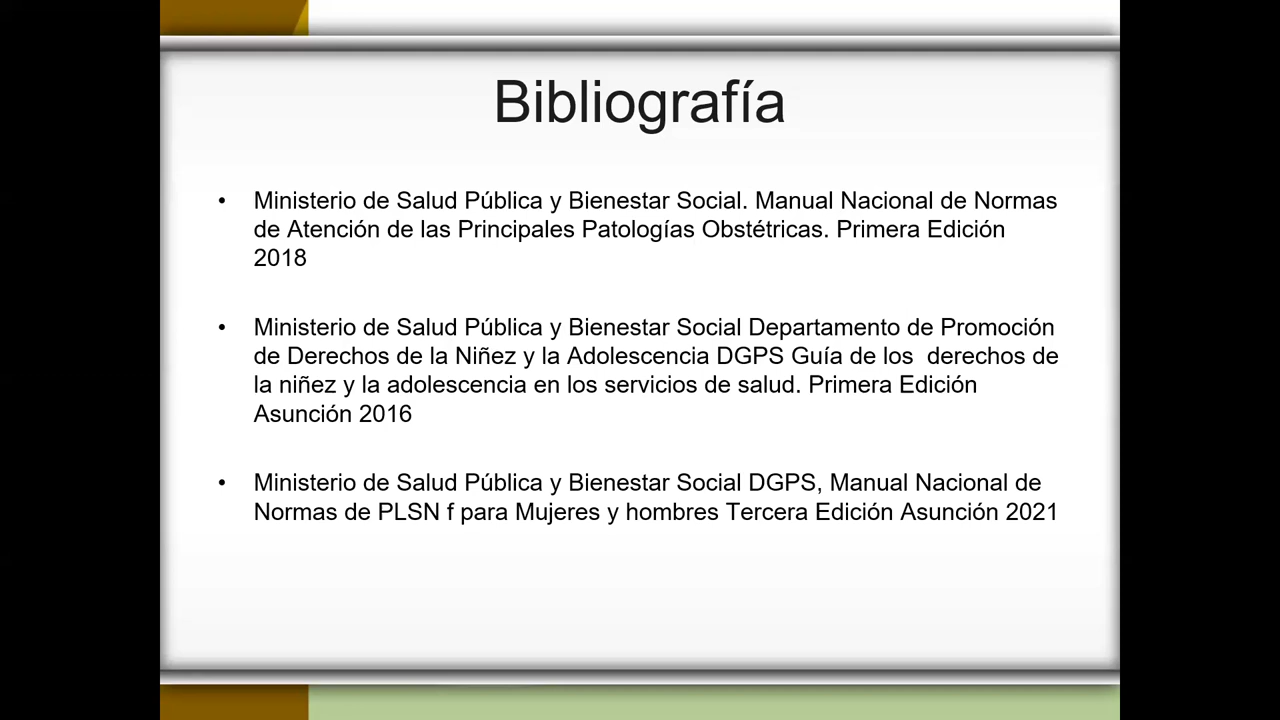 Bibliografía
• Ministerio de Salud Pública y Bienestar Social. Manual Nacional de Normas
de Atención de las Principales Patologías Obstétricas. Primera Edición
2018
• Ministerio de Salud Pública y Bienestar Social Departamento de Promoción
de Derechos de la Niñez y la Adolescencia DGPS Guía de los  derechos de
la niñez y la adolescencia en los servicios de salud. Primera Edición
Asunción 2016
• Ministerio de Salud Pública y Bienestar Social DGPS, Manual Nacional de
Normas de PLSN f para Mujeres y hombres Tercera Edición Asunción 2021